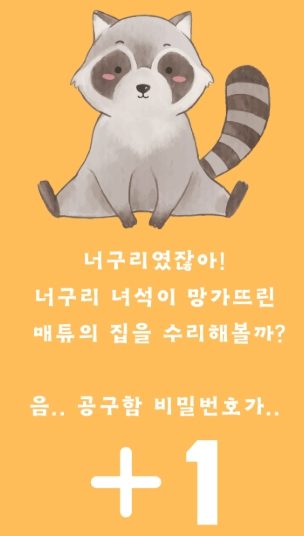 너구리였잖아!
너구리 녀석이 망가뜨린
매튜의 집을 수리해볼까?
음.. 공구함 비밀번호가..
+1